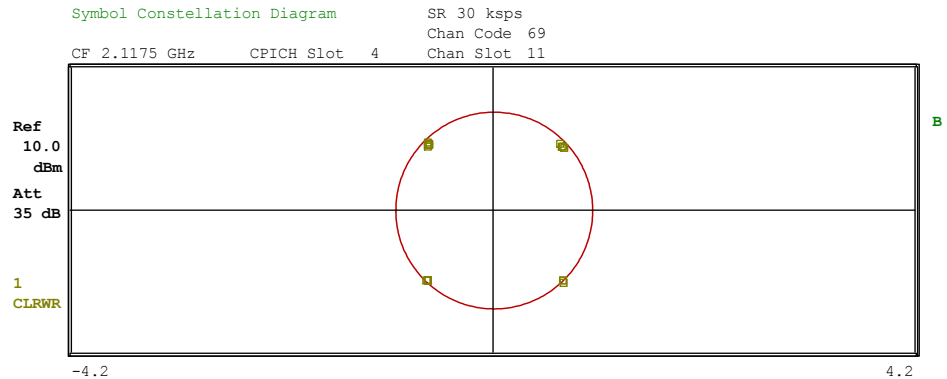 Symbol Constellation Diagram SR 30 ksps
Chan Code 69
CF 2.1175 GHz CPICH Slot 4 Chan Slot 11
B
Ref
10.0
dBm
Att
35 dB
1
CLRWR
-4.2 4.2